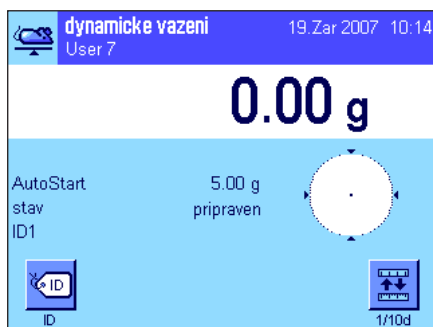 dynamicke vazeni 19.Zar 2007 10:14
User 7
0.00 g
AutoStart 5.00 g
stav pripraven
ID1
ID
ID 1/10d